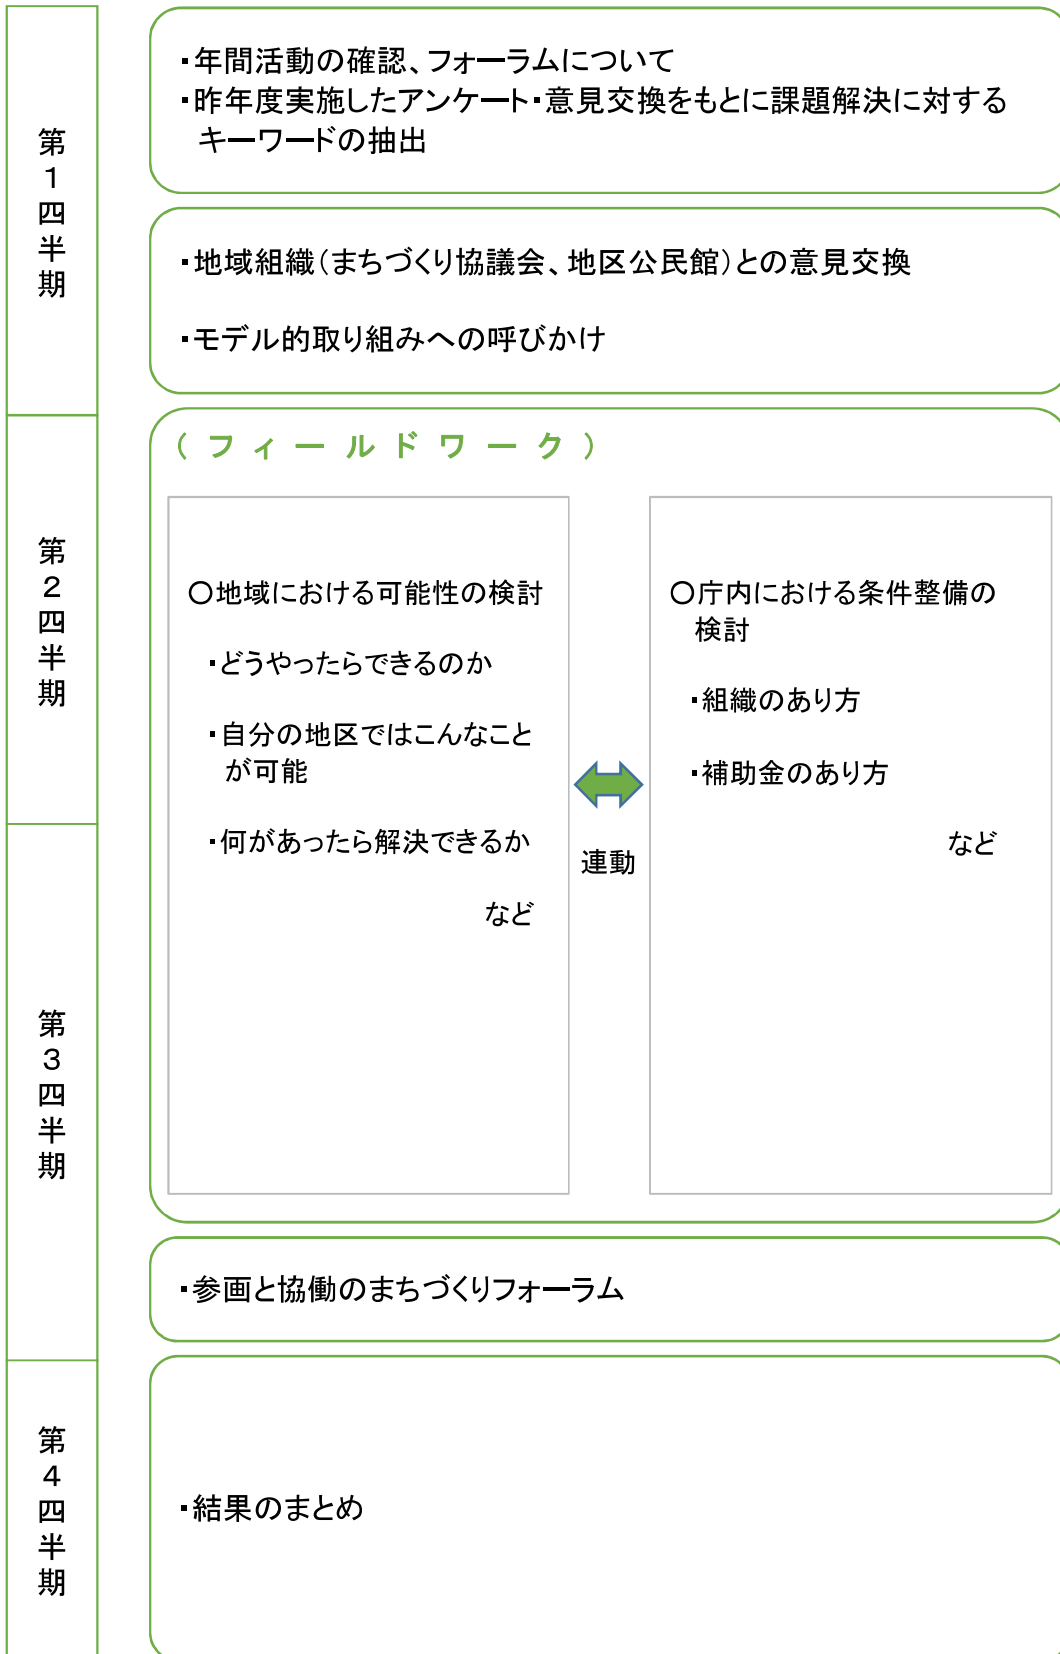 第1四半期
・年間活動の確認、フォーラムについて
・昨年度実施したアンケート・意見交換をもとに課題解決に対する
キーワードの抽出
・地域組織（まちづくり協議会、地区公民館）との意見交換
・モデル的取り組みへの呼びかけ
第2四半期
（フィールドワーク）
〇地域における可能性の検討
・どうやったらできるのか
・自分の地区ではこんなこと
が可能
・何があったら解決できるか
など
連動
〇庁内における条件整備の
検討
・組織のあり方
・補助金のあり方
など
第3四半期
・参画と協働のまちづくりフォーラム
第4四半期
・結果のまとめ